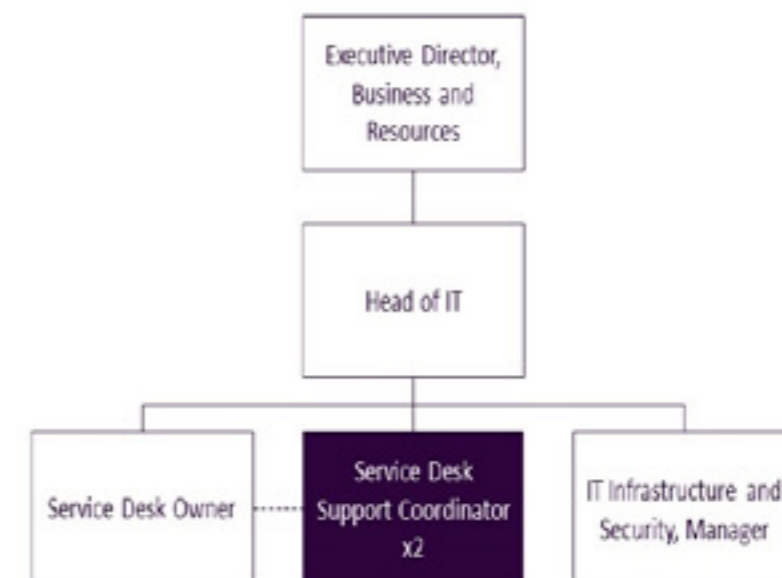 Executive Director,
Business and
Resources
Head of IT
Service Desk Owner
Service Desk
Support Coordinator
x2
IT Infrastructure and
Security, Manager